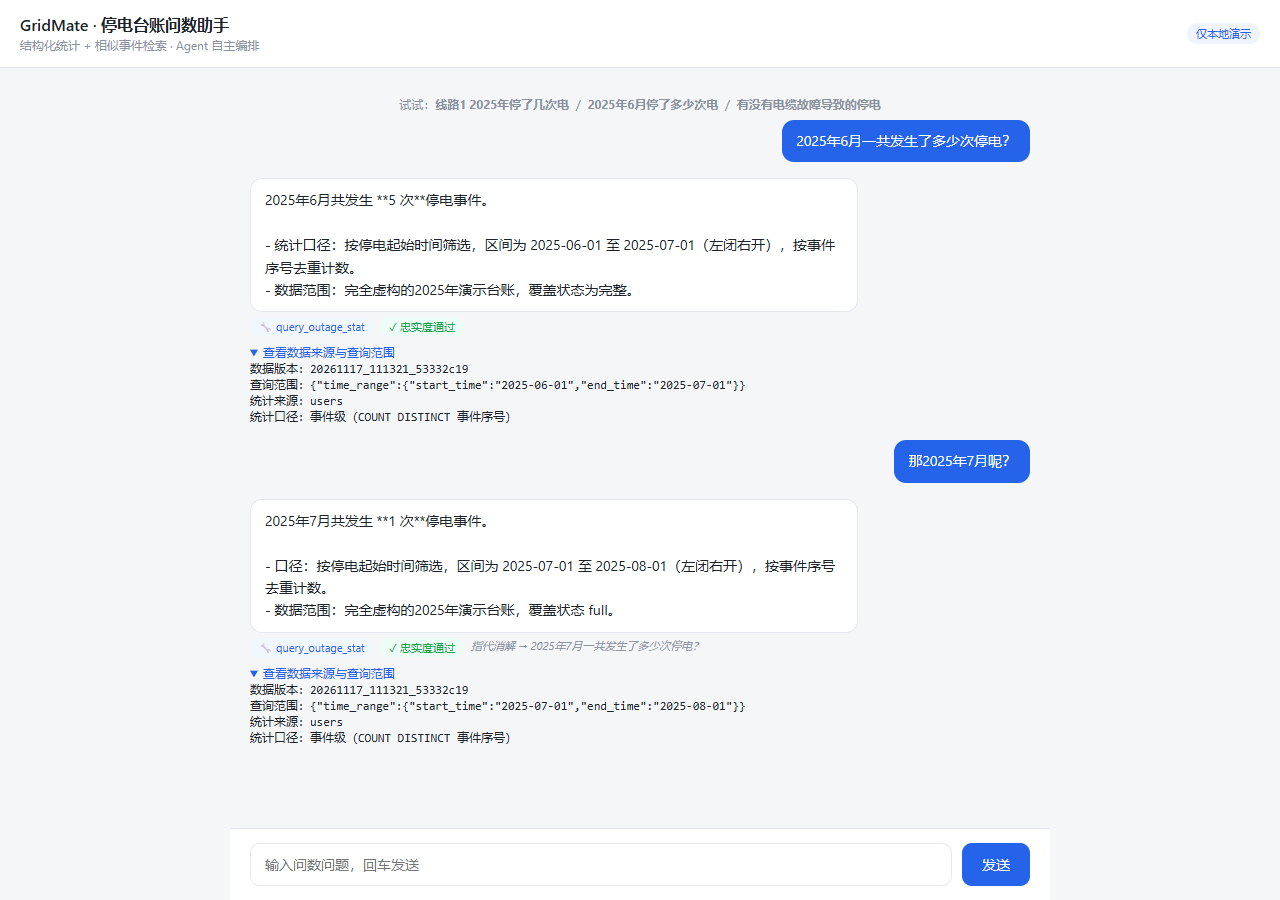 GridMate · 停电台账问数助手
结构化统计 + 相似事件检索 · Agent 自主编排
仅本地演示
试试：线路1 2025年停了几次电 / 2025年6月停了多少次电 / 有没有电缆故障导致的停电
2025年6月一共发生了多少次停电？
2025年6月共发生 **5 次**停电事件。
- 统计口径：按停电起始时间筛选，区间为 2025-06-01 至 2025-07-01（左闭右开），按事件
序号去重计数。
- 数据范围：完全虚构的2025年演示台账，覆盖状态为完整。
query_outage_stat ✓ 忠实度通过
▼ 查看数据来源与查询范围
数据版本：20261117_111321_53332c19
查询范围：{"time_range":{"start_time":"2025-06-01","end_time":"2025-07-01"}}
统计来源：users
统计口径：事件级（COUNT DISTINCT 事件序号）
那2025年7月呢？
2025年7月共发生 **1 次**停电事件。
- 口径：按停电起始时间筛选，区间为 2025-07-01 至 2025-08-01（左闭右开），按事件序号
去重计数。
- 数据范围：完全虚构的2025年演示台账，覆盖状态 full。
query_outage_stat ✓ 忠实度通过 指代消解 → 2025年7月一共发生了多少次停电？
▼ 查看数据来源与查询范围
数据版本：20261117_111321_53332c19
查询范围：{"time_range":{"start_time":"2025-07-01","end_time":"2025-08-01"}}
统计来源：users
统计口径：事件级（COUNT DISTINCT 事件序号）
输入问数问题，回车发送
发送